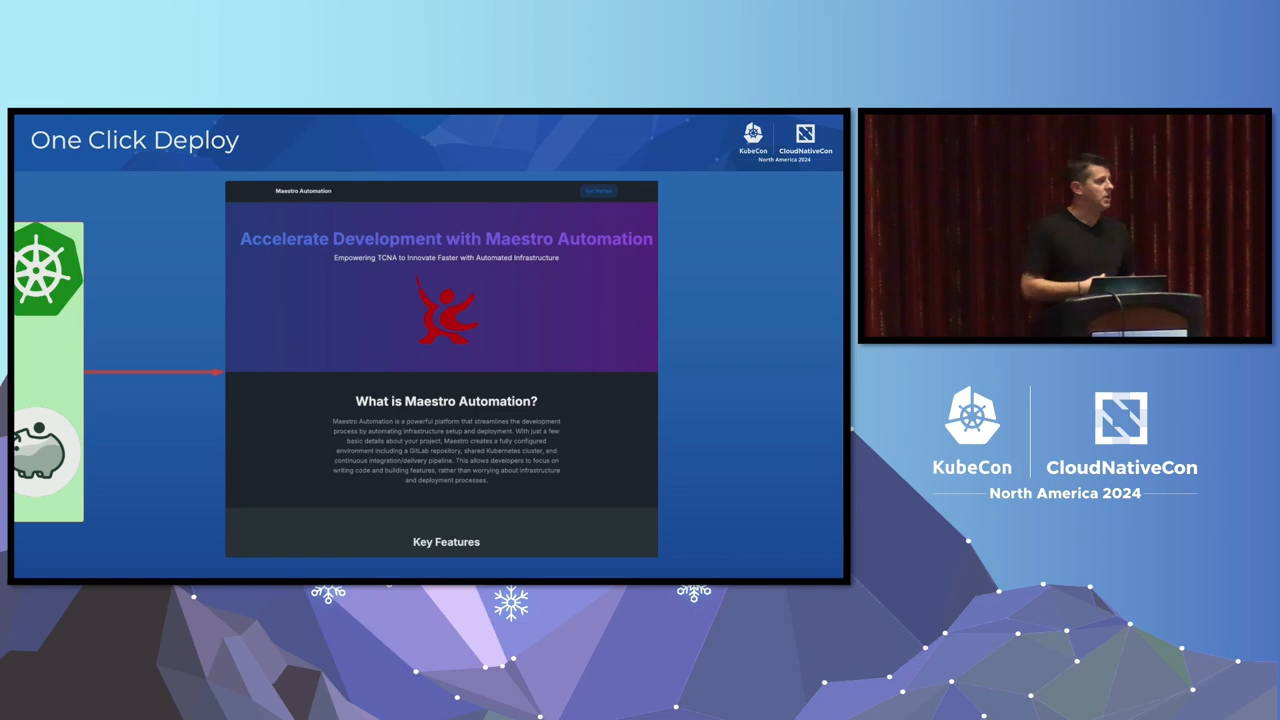 One Click Deploy
KubeCon
CloudNativeCon
North America 2024
Maestro Automation
Get Started
Accelerate Development with Maestro Automation
Empowering TCNA to Innovate Faster with Automated Infrastructure
What is Maestro Automation?
Maestro Automation is a powerful platform that streamlines the development
process by automating infrastructure setup and deployment. With just a few
basic details about your project, Maestro creates a fully configured
environment including a GitLab repository, shared Kubernetes cluster, and
continuous integration/delivery pipeline. This allows developers to focus on
writing code and building features, rather than worrying about infrastructure
and deployment processes.
Key Features
KubeCon
CloudNativeCon
North America 2024